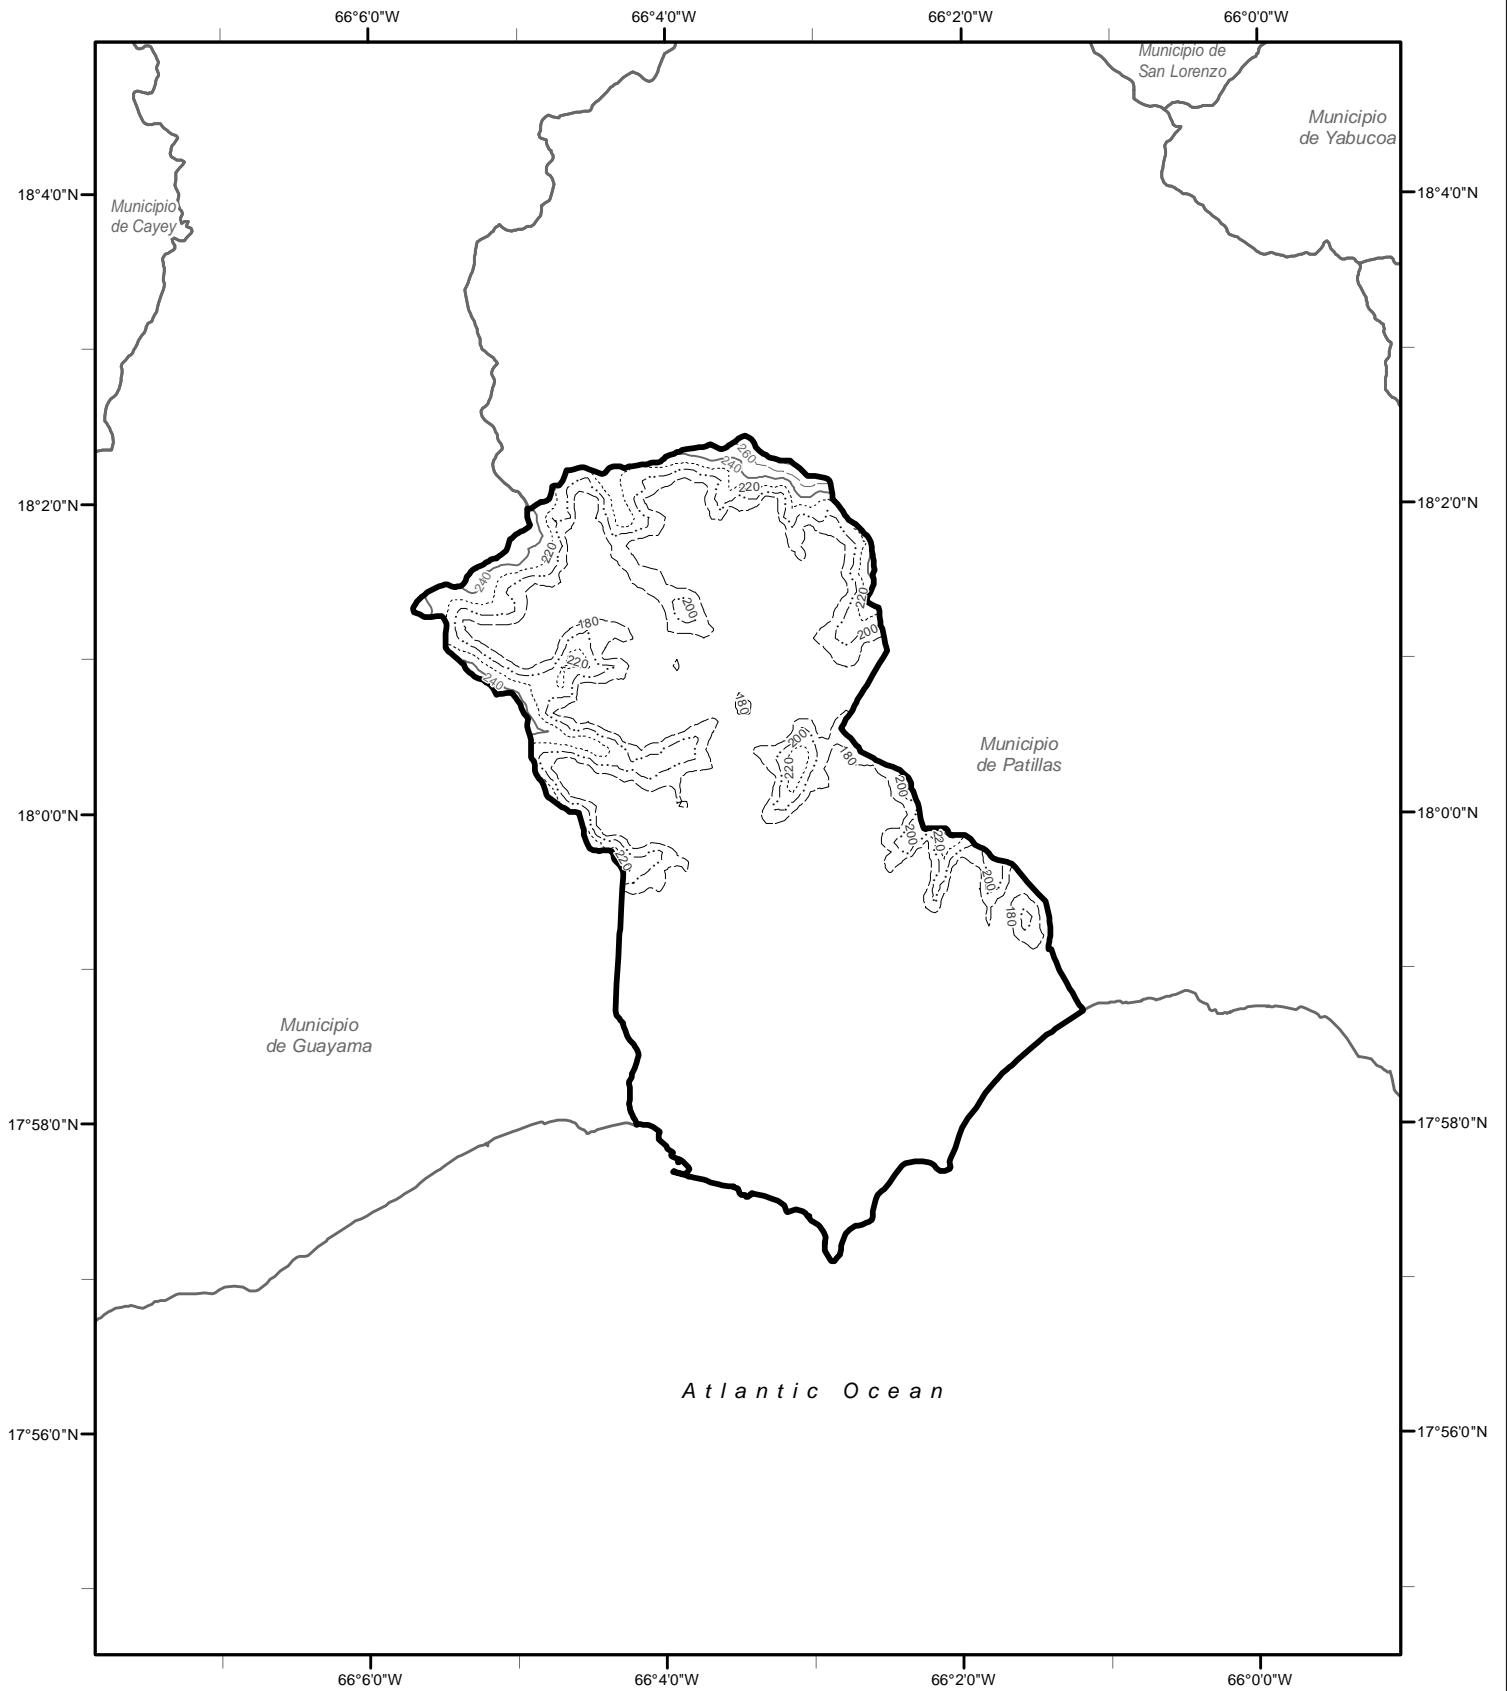 66°6'0"W
66°4'0"W
66°2'0"W
66°0'0"W
Municipio de
San Lorenzo
Municipio
de Yabucoa
18°4'0"N
18°4'0"N
Municipio
de Cayey
260
240
220
18°2'0"N
18°2'0"N
220
240
220
200
180
200
220
240
180
200
Municipio
de Patillas
180
220
200
18°0'0"N
18°0'0"N
200
220
220
200
180
Municipio
de Guayama
17°58'0"N
17°58'0"N
Atlantic Ocean
17°56'0"N
17°56'0"N
66°6'0"W
66°4'0"W
66°2'0"W
66°0'0"W